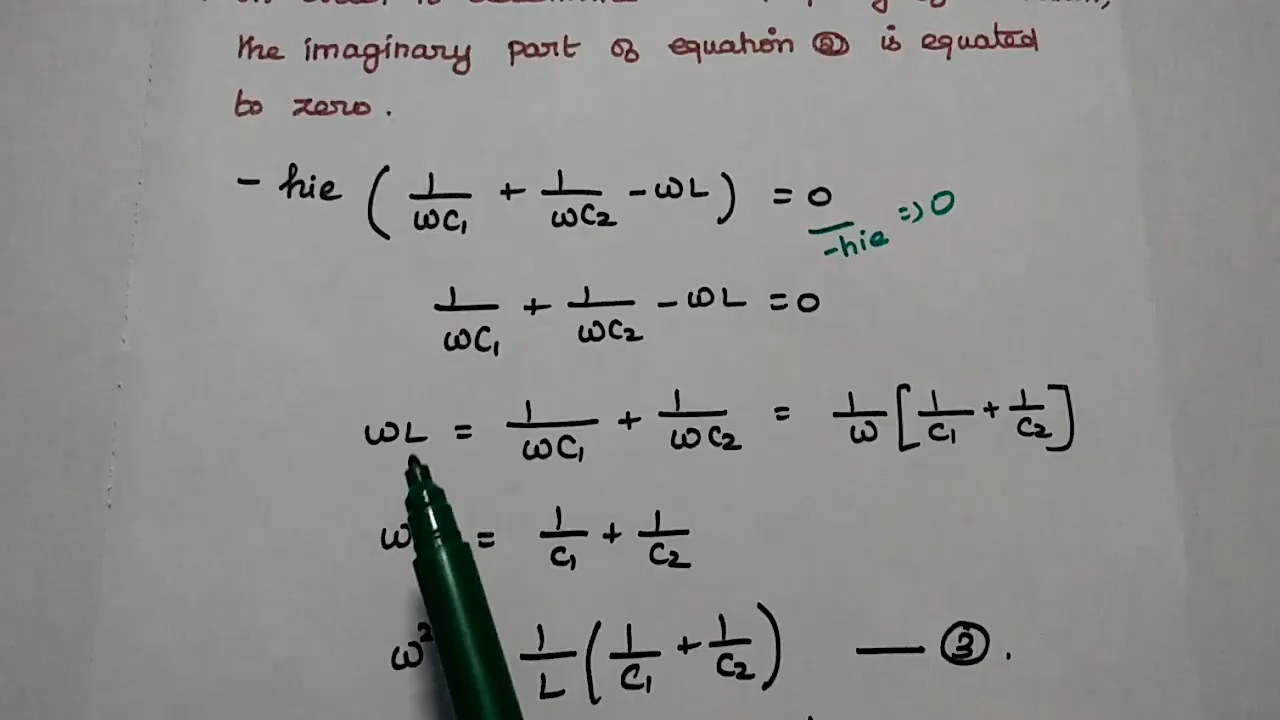 the imaginary part of equation ② is equated
to zero.
- hie ( 1/ωC₁ + 1/ωC₂ - ωL ) = 0
/-hie => 0
1/ωC₁ + 1/ωC₂ - ωL = 0
ωL = 1/ωC₁ + 1/ωC₂ = 1/ω [ 1/C₁ + 1/C₂ ]
ω = 1/C₁ + 1/C₂
ω² 1/L ( 1/C₁ + 1/C₂ ) — ③.